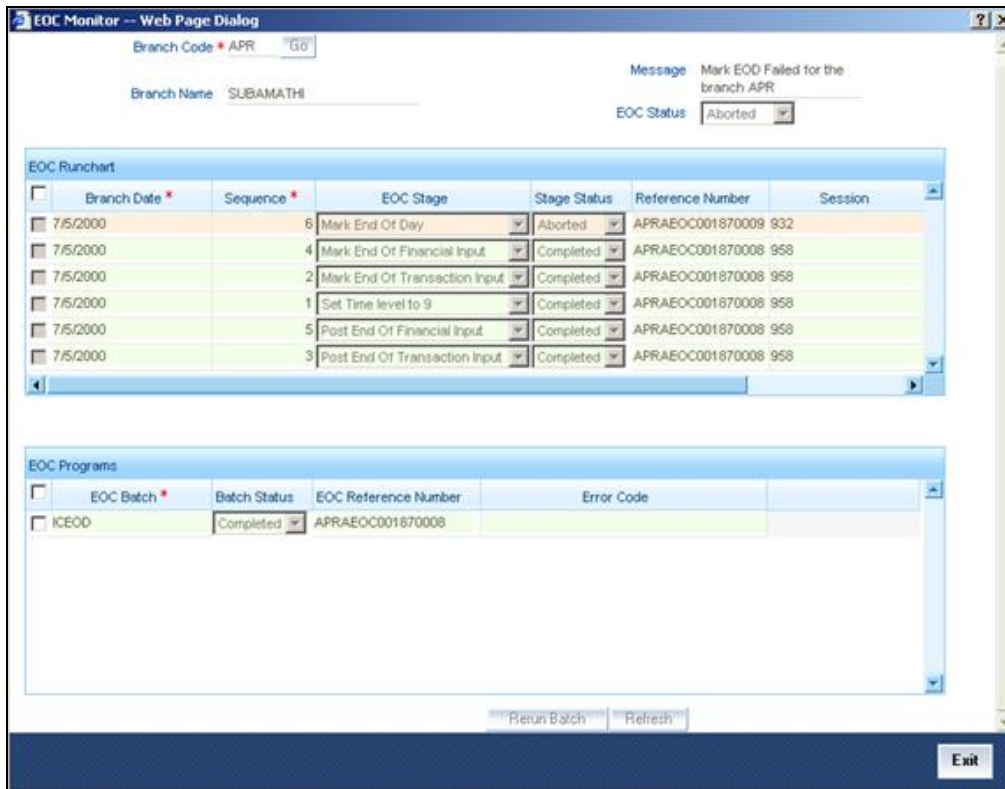 EOC Monitor -- Web Page Dialog
Branch Code * APR Go
Message Mark EOD Failed for the branch APR
Branch Name SUBAMATHI
EOC Status Aborted
EOC Runchart
Branch Date * Sequence * EOC Stage Stage Status Reference Number Session
7/5/2000 6 Mark End Of Day Aborted APRAEOC001870009 932
7/5/2000 4 Mark End Of Financial Input Completed APRAEOC001870008 958
7/5/2000 2 Mark End Of Transaction Input Completed APRAEOC001870008 958
7/5/2000 1 Set Time level to 9 Completed APRAEOC001870008 958
7/5/2000 5 Post End Of Financial Input Completed APRAEOC001870008 958
7/5/2000 3 Post End Of Transaction Input Completed APRAEOC001870008 958
EOC Programs
EOC Batch * Batch Status EOC Reference Number Error Code
ICEOD Completed APRAEOC001870008
Rerun Batch Refresh
Exit